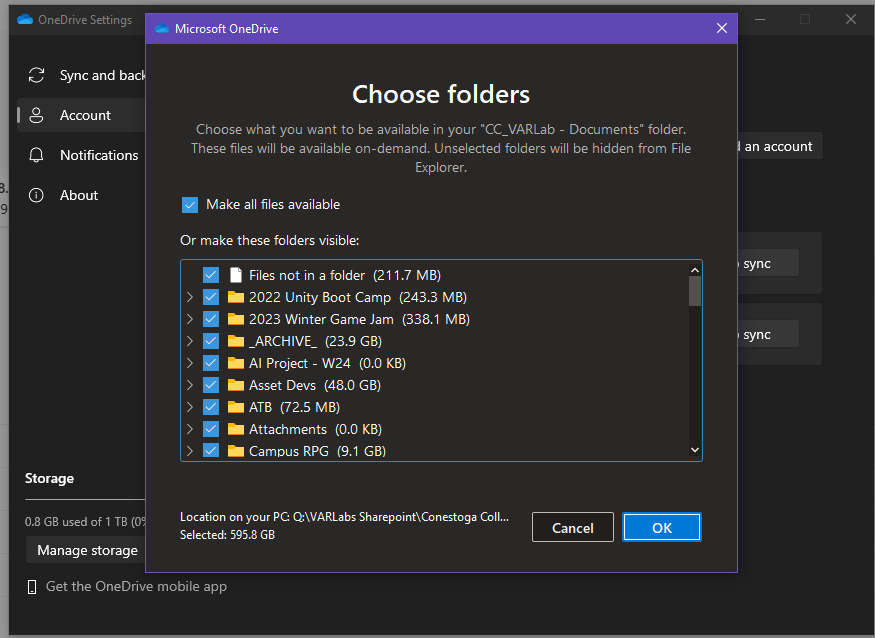 OneDrive Settings
Microsoft OneDrive
Sync and back
Account
Notifications
About
Choose folders
Choose what you want to be available in your "CC_VARLab - Documents" folder.
These files will be available on-demand. Unselected folders will be hidden from File
Explorer.
an account
Make all files available
Or make these folders visible:
Files not in a folder (211.7 MB)
2022 Unity Boot Camp (243.3 MB)
2023 Winter Game Jam (338.1 MB)
_ARCHIVE_ (23.9 GB)
AI Project - W24 (0.0 KB)
Asset Devs (48.0 GB)
ATB (72.5 MB)
Attachments (0.0 KB)
Campus RPG (9.1 GB)
sync
sync
Storage
0.8 GB used of 1 TB (0%
Manage storage
Get the OneDrive mobile app
Location on your PC: Q:\VARLabs Sharepoint\Conestoga Coll...
Selected: 595.8 GB
Cancel
OK